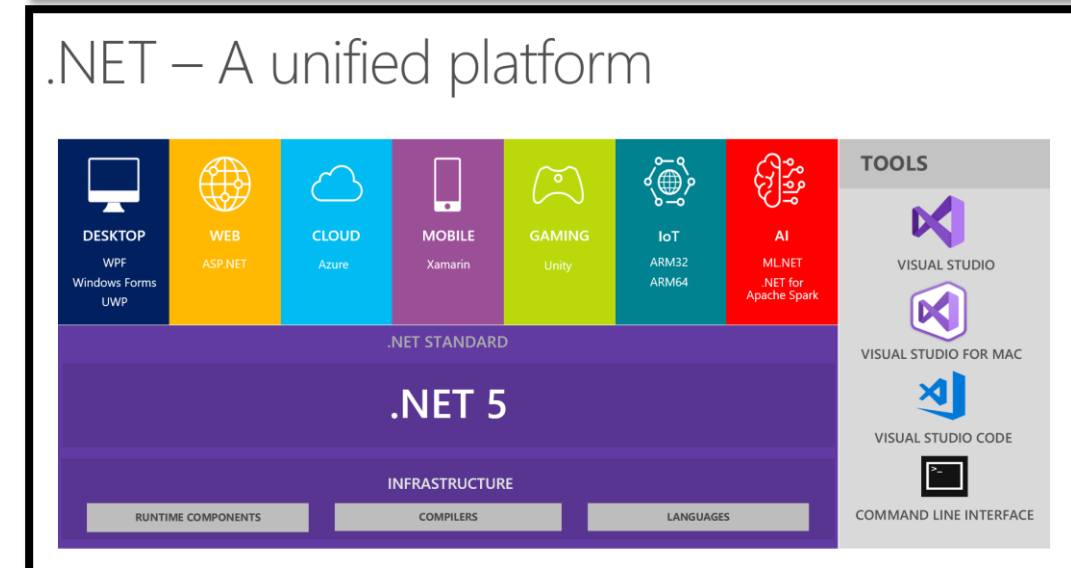 .NET – A unified platform
DESKTOP
WPF
Windows Forms
UWP
WEB
ASP.NET
CLOUD
Azure
MOBILE
Xamarin
GAMING
Unity
IoT
ARM32
ARM64
AI
ML.NET
.NET for
Apache Spark
.NET STANDARD
.NET 5
INFRASTRUCTURE
RUNTIME COMPONENTS
COMPILERS
LANGUAGES
TOOLS
VISUAL STUDIO
VISUAL STUDIO FOR MAC
VISUAL STUDIO CODE
>_
COMMAND LINE INTERFACE